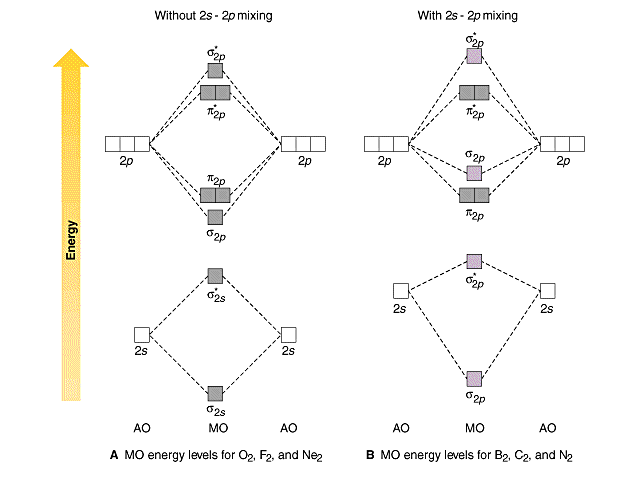 Without 2s - 2p mixing
With 2s - 2p mixing
σ*2p
σ*2p
π*2p
π*2p
2p
2p
2p
2p
σ2p
π2p
π2p
σ2p
Energy
σ*2s
σ*2p
2s
2s
2s
2s
σ2s
σ2p
AO
MO
AO
AO
MO
AO
A MO energy levels for O2, F2, and Ne2
B MO energy levels for B2, C2, and N2